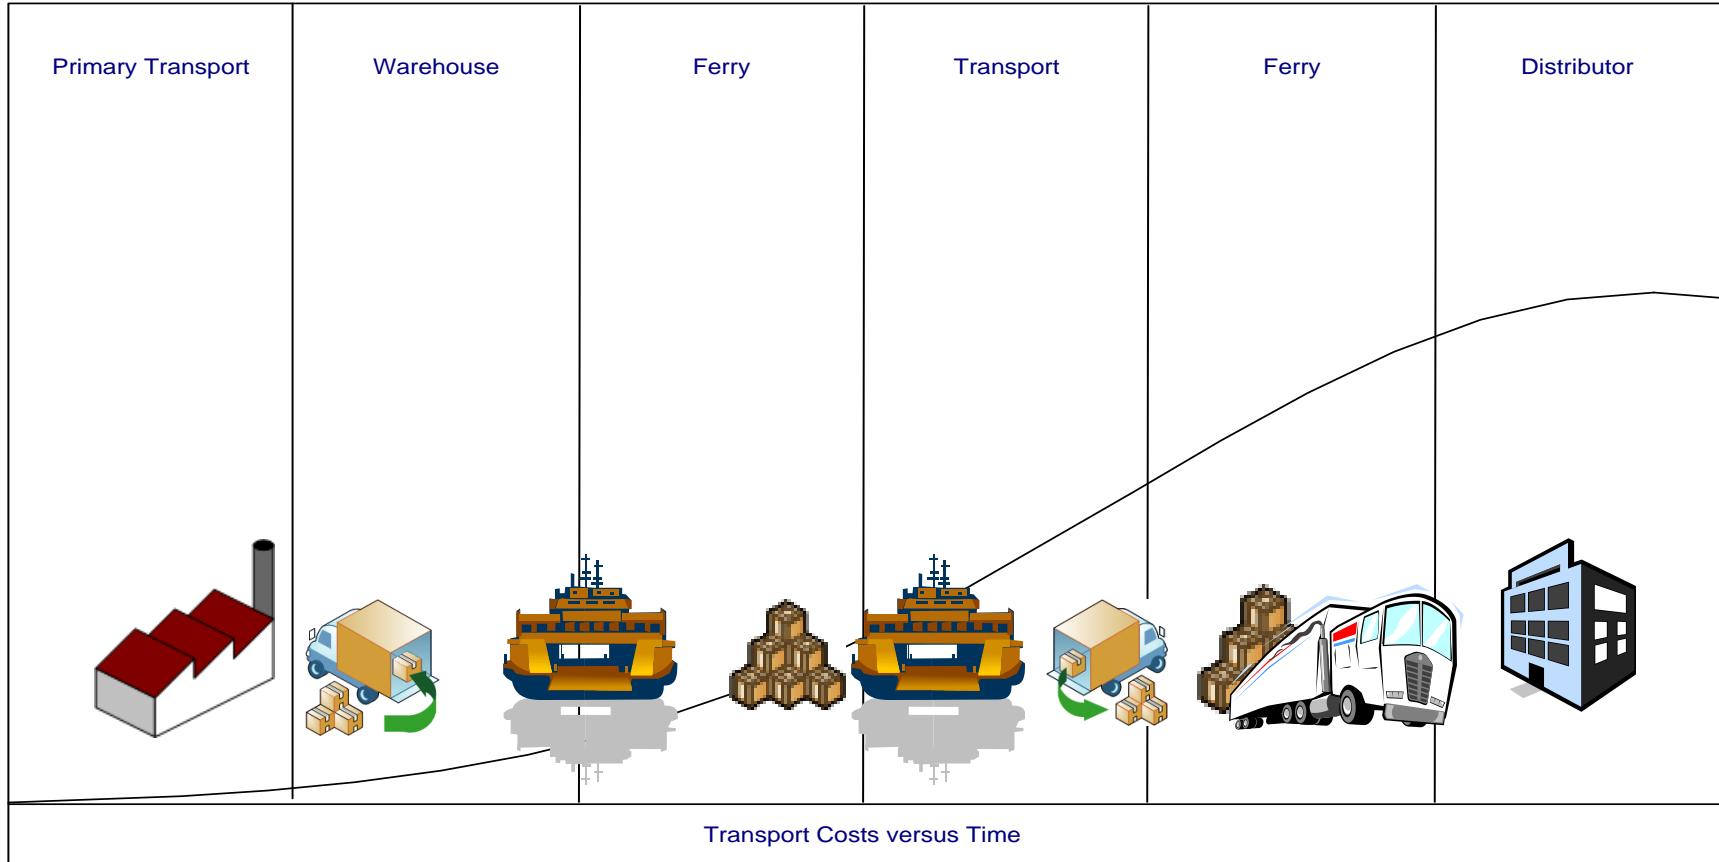 Primary Transport
Warehouse
Ferry
Transport
Ferry
Distributor
Transport Costs versus Time